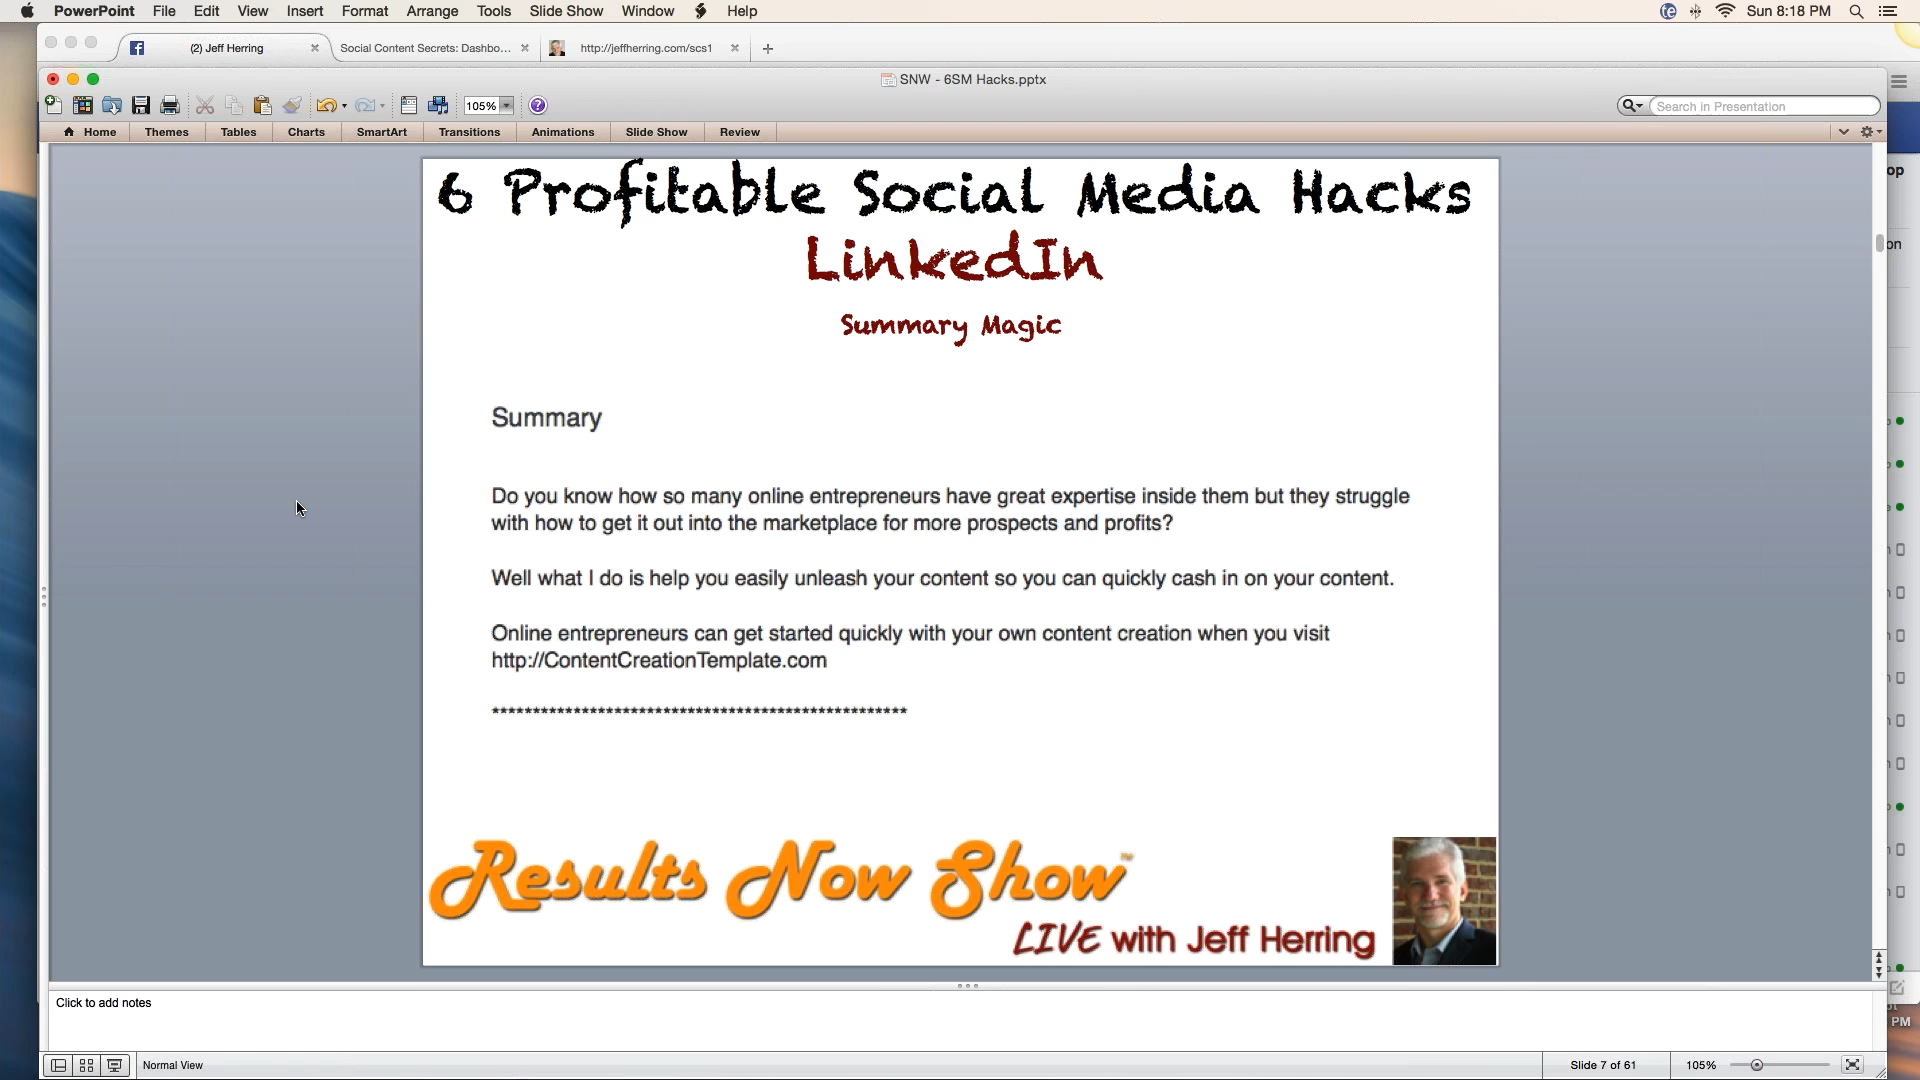 PowerPoint File Edit View Insert Format Arrange Tools Slide Show Window Help
Sun 8:18 PM
(2) Jeff Herring
Social Content Secrets: Dashbo...
http://jeffherring.com/scs1
SNW - 6SM Hacks.pptx
105%
Search in Presentation
Home Themes Tables Charts SmartArt Transitions Animations Slide Show Review
6 Profitable Social Media Hacks
LinkedIn
Summary Magic
Summary
Do you know how so many online entrepreneurs have great expertise inside them but they struggle
with how to get it out into the marketplace for more prospects and profits?
Well what I do is help you easily unleash your content so you can quickly cash in on your content.
Online entrepreneurs can get started quickly with your own content creation when you visit
http://ContentCreationTemplate.com
***************************************************
Results Now Show™
LIVE with Jeff Herring
Click to add notes
Normal View
Slide 7 of 61
105%
op
on
PM